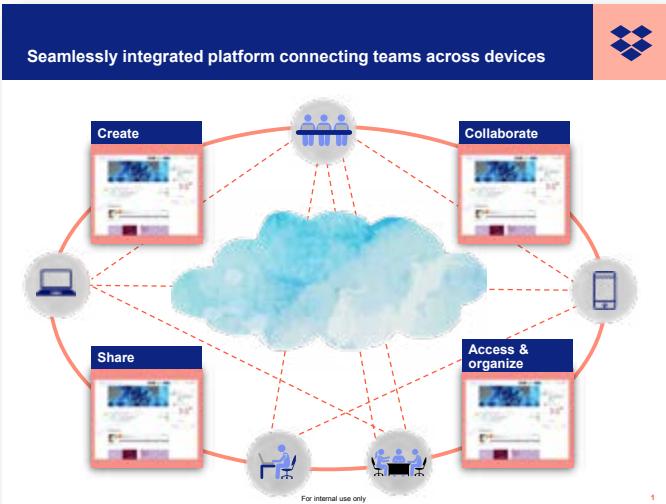 Seamlessly integrated platform connecting teams across devices
Create
Collaborate
Share
Access &
organize
For internal use only
1